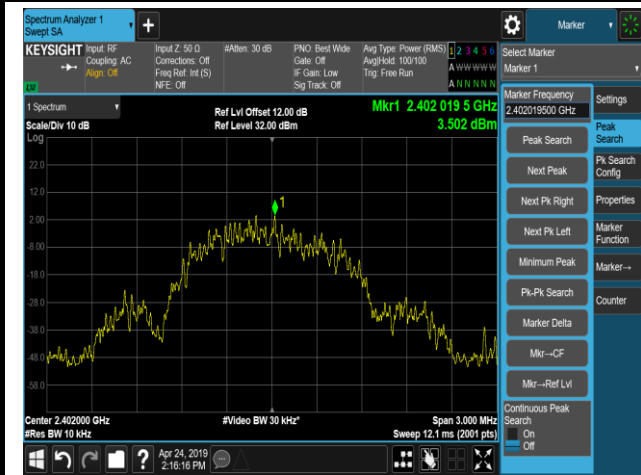 Spectrum Analyzer 1
Swept SA
Marker
KEYSIGHT
Input: RF
Coupling: AC
Align: Off
Input Z: 50 Ω
Corrections: Off
Freq Ref: Int (S)
NFE: Off
#Atten: 30 dB
PNO: Best Wide
Gate: Off
IF Gain: Low
Sig Track: Off
Avg Type: Power (RMS)
Avg|Hold: 100/100
Trig: Free Run
1 2 3 4 5 6
A W W W W W
A N N N N N
LXI
Select Marker
Marker 1
1 Spectrum
Scale/Div 10 dB
Ref Lvl Offset 12.00 dB
Ref Level 32.00 dBm
Mkr1 2.402 019 5 GHz
3.502 dBm
Log
22.0
12.0
2.00
-8.00
-18.0
-28.0
-38.0
-48.0
-58.0
1
Center 2.402000 GHz
#Res BW 10 kHz
#Video BW 30 kHz*
Span 3.000 MHz
Sweep 12.1 ms (2001 pts)
Marker Frequency
2.402019500 GHz
Peak Search
Next Peak
Next Pk Right
Next Pk Left
Minimum Peak
Pk-Pk Search
Marker Delta
Mkr→CF
Mkr→Ref Lvl
Continuous Peak
Search
On
Off
Settings
Peak
Search
Pk Search
Config
Properties
Marker
Function
Marker→
Counter
?
Apr 24, 2019
2:16:16 PM